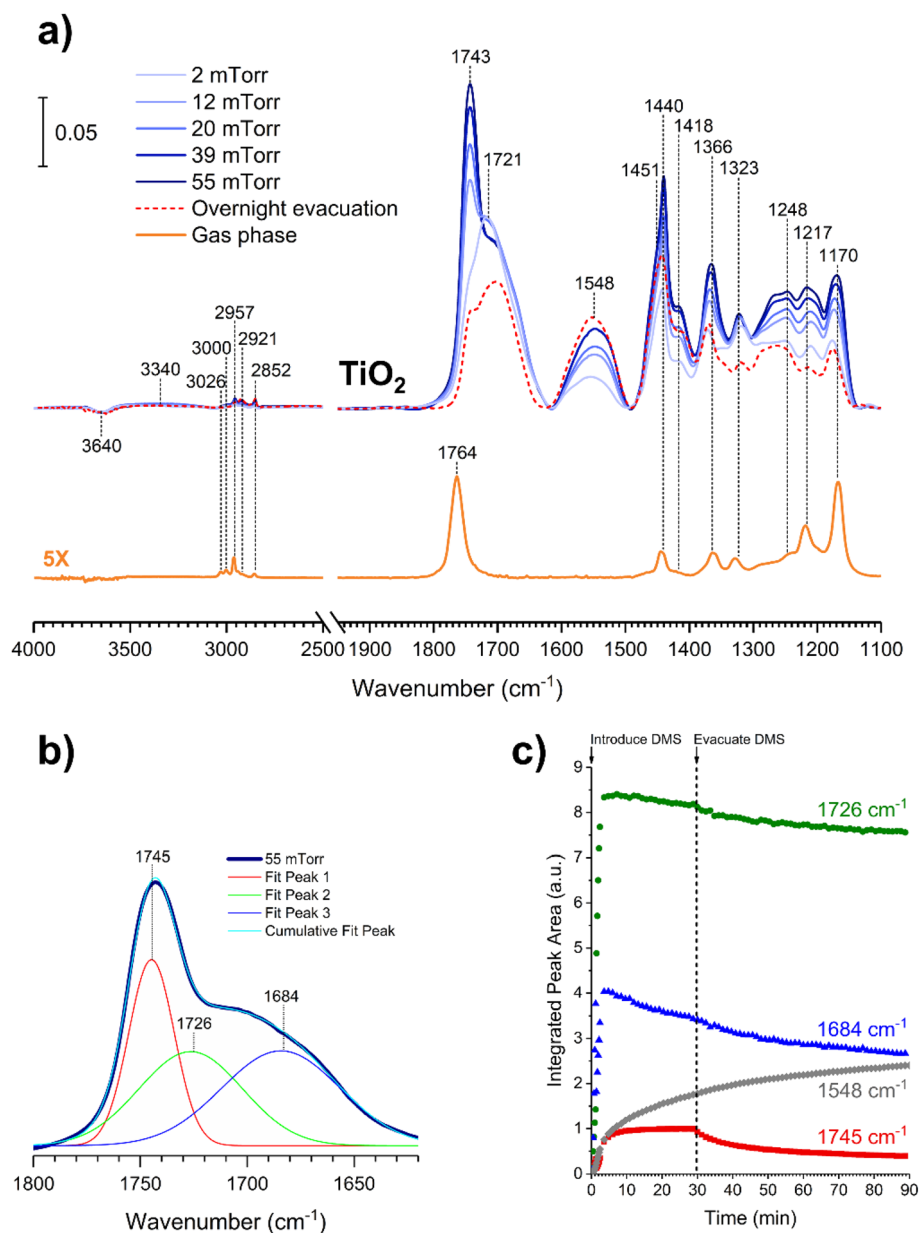 a)
2 mTorr
12 mTorr
20 mTorr
39 mTorr
55 mTorr
Overnight evacuation
Gas phase
0.05
1743
1721
1548
1451
1440
1418
1366
1323
1248
1217
1170
3640
3340
3026
3000
2957
2921
2852
TiO₂
1764
5X
4000 3500 3000 2500 1900 1800 1700 1600 1500 1400 1300 1200 1100
Wavenumber (cm⁻¹)
b)
1745
1726
1684
55 mTorr
Fit Peak 1
Fit Peak 2
Fit Peak 3
Cumulative Fit Peak
1800 1750 1700 1650
Wavenumber (cm⁻¹)
c)
Introduce DMS
Evacuate DMS
9
8
7
6
5
4
3
2
1
0
Integrated Peak Area (a.u.)
1726 cm⁻¹
1684 cm⁻¹
1548 cm⁻¹
1745 cm⁻¹
0 10 20 30 40 50 60 70 80 90
Time (min)